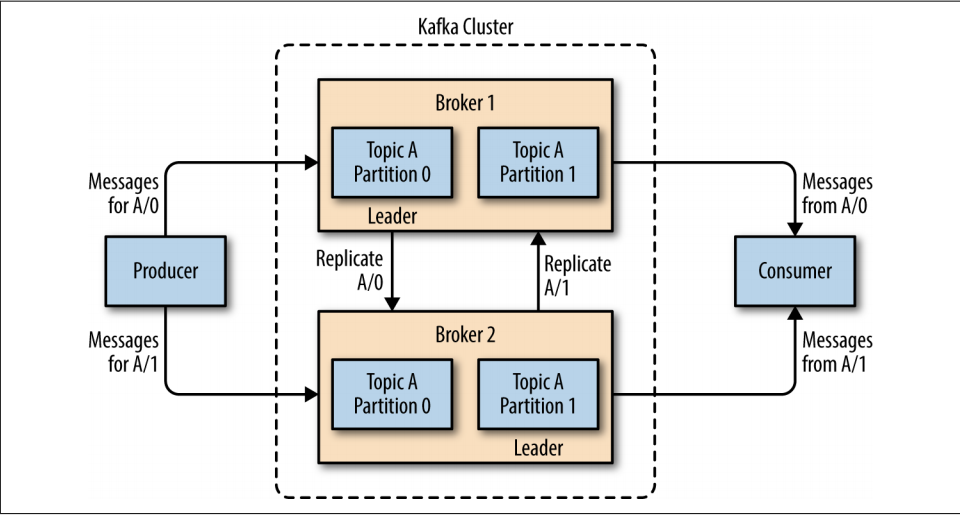 Kafka Cluster
Broker 1
Topic A
Partition 0
Topic A
Partition 1
Leader
Messages
for A/0
Messages
from A/0
Producer
Replicate
A/0
Replicate
A/1
Consumer
Messages
for A/1
Messages
from A/1
Broker 2
Topic A
Partition 0
Topic A
Partition 1
Leader